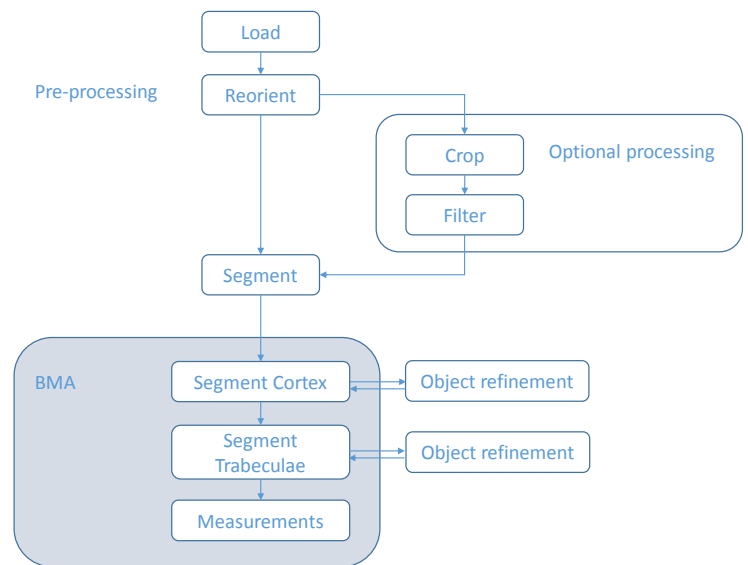 Load
Pre-processing
Reorient
Crop
Optional processing
Filter
Segment
BMA
Segment Cortex
Object refinement
Segment
Trabeculae
Object refinement
Measurements